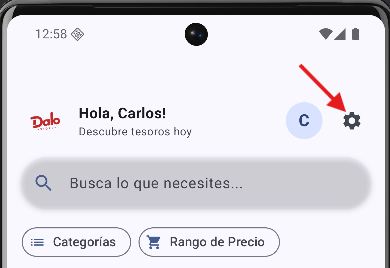 12:58
Dalo
Hola, Carlos!
Descubre tesoros hoy
C
Busca lo que necesites...
Categorías
Rango de Precio